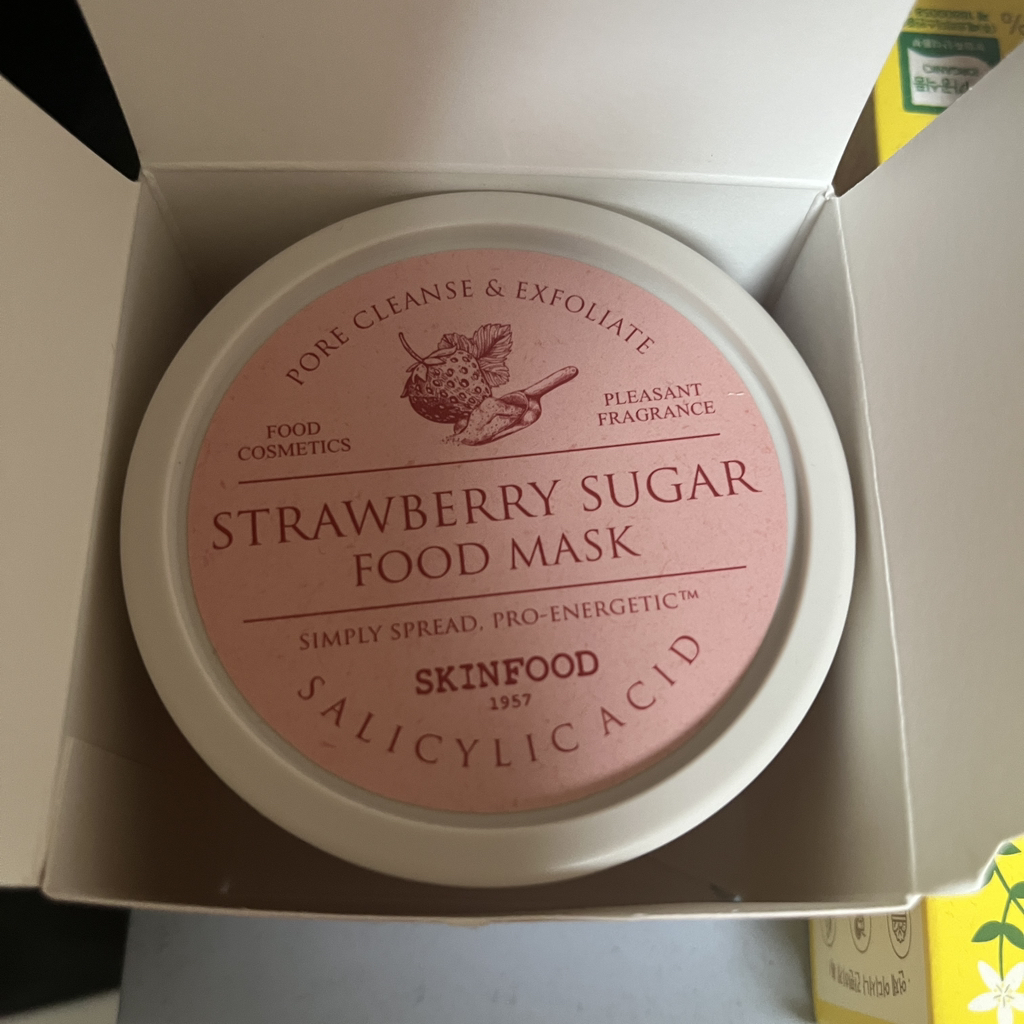 PORE CLEANSE & EXFOLIATE
FOOD
COSMETICS
PLEASANT
FRAGRANCE
STRAWBERRY SUGAR
FOOD MASK
SIMPLY SPREAD, PRO-ENERGETIC™
SKINFOOD
1957
SALICYLIC ACID
%
ORGANIC